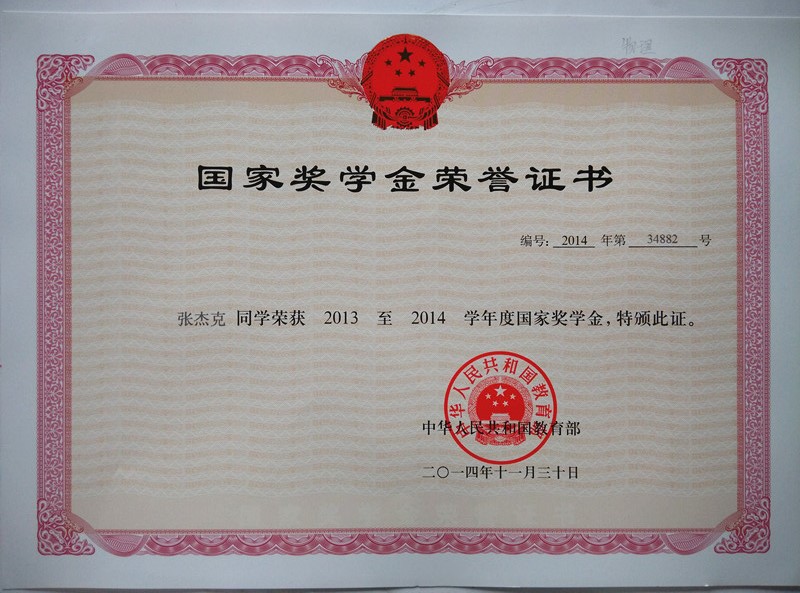 物理
国家奖学金荣誉证书
编号: 2014 年第 34882 号
张杰克 同学荣获 2013 至 2014 学年度国家奖学金,特颁此证。
中华人民共和国教育部
中华人民共和国教育部
二〇一四年十一月三十日